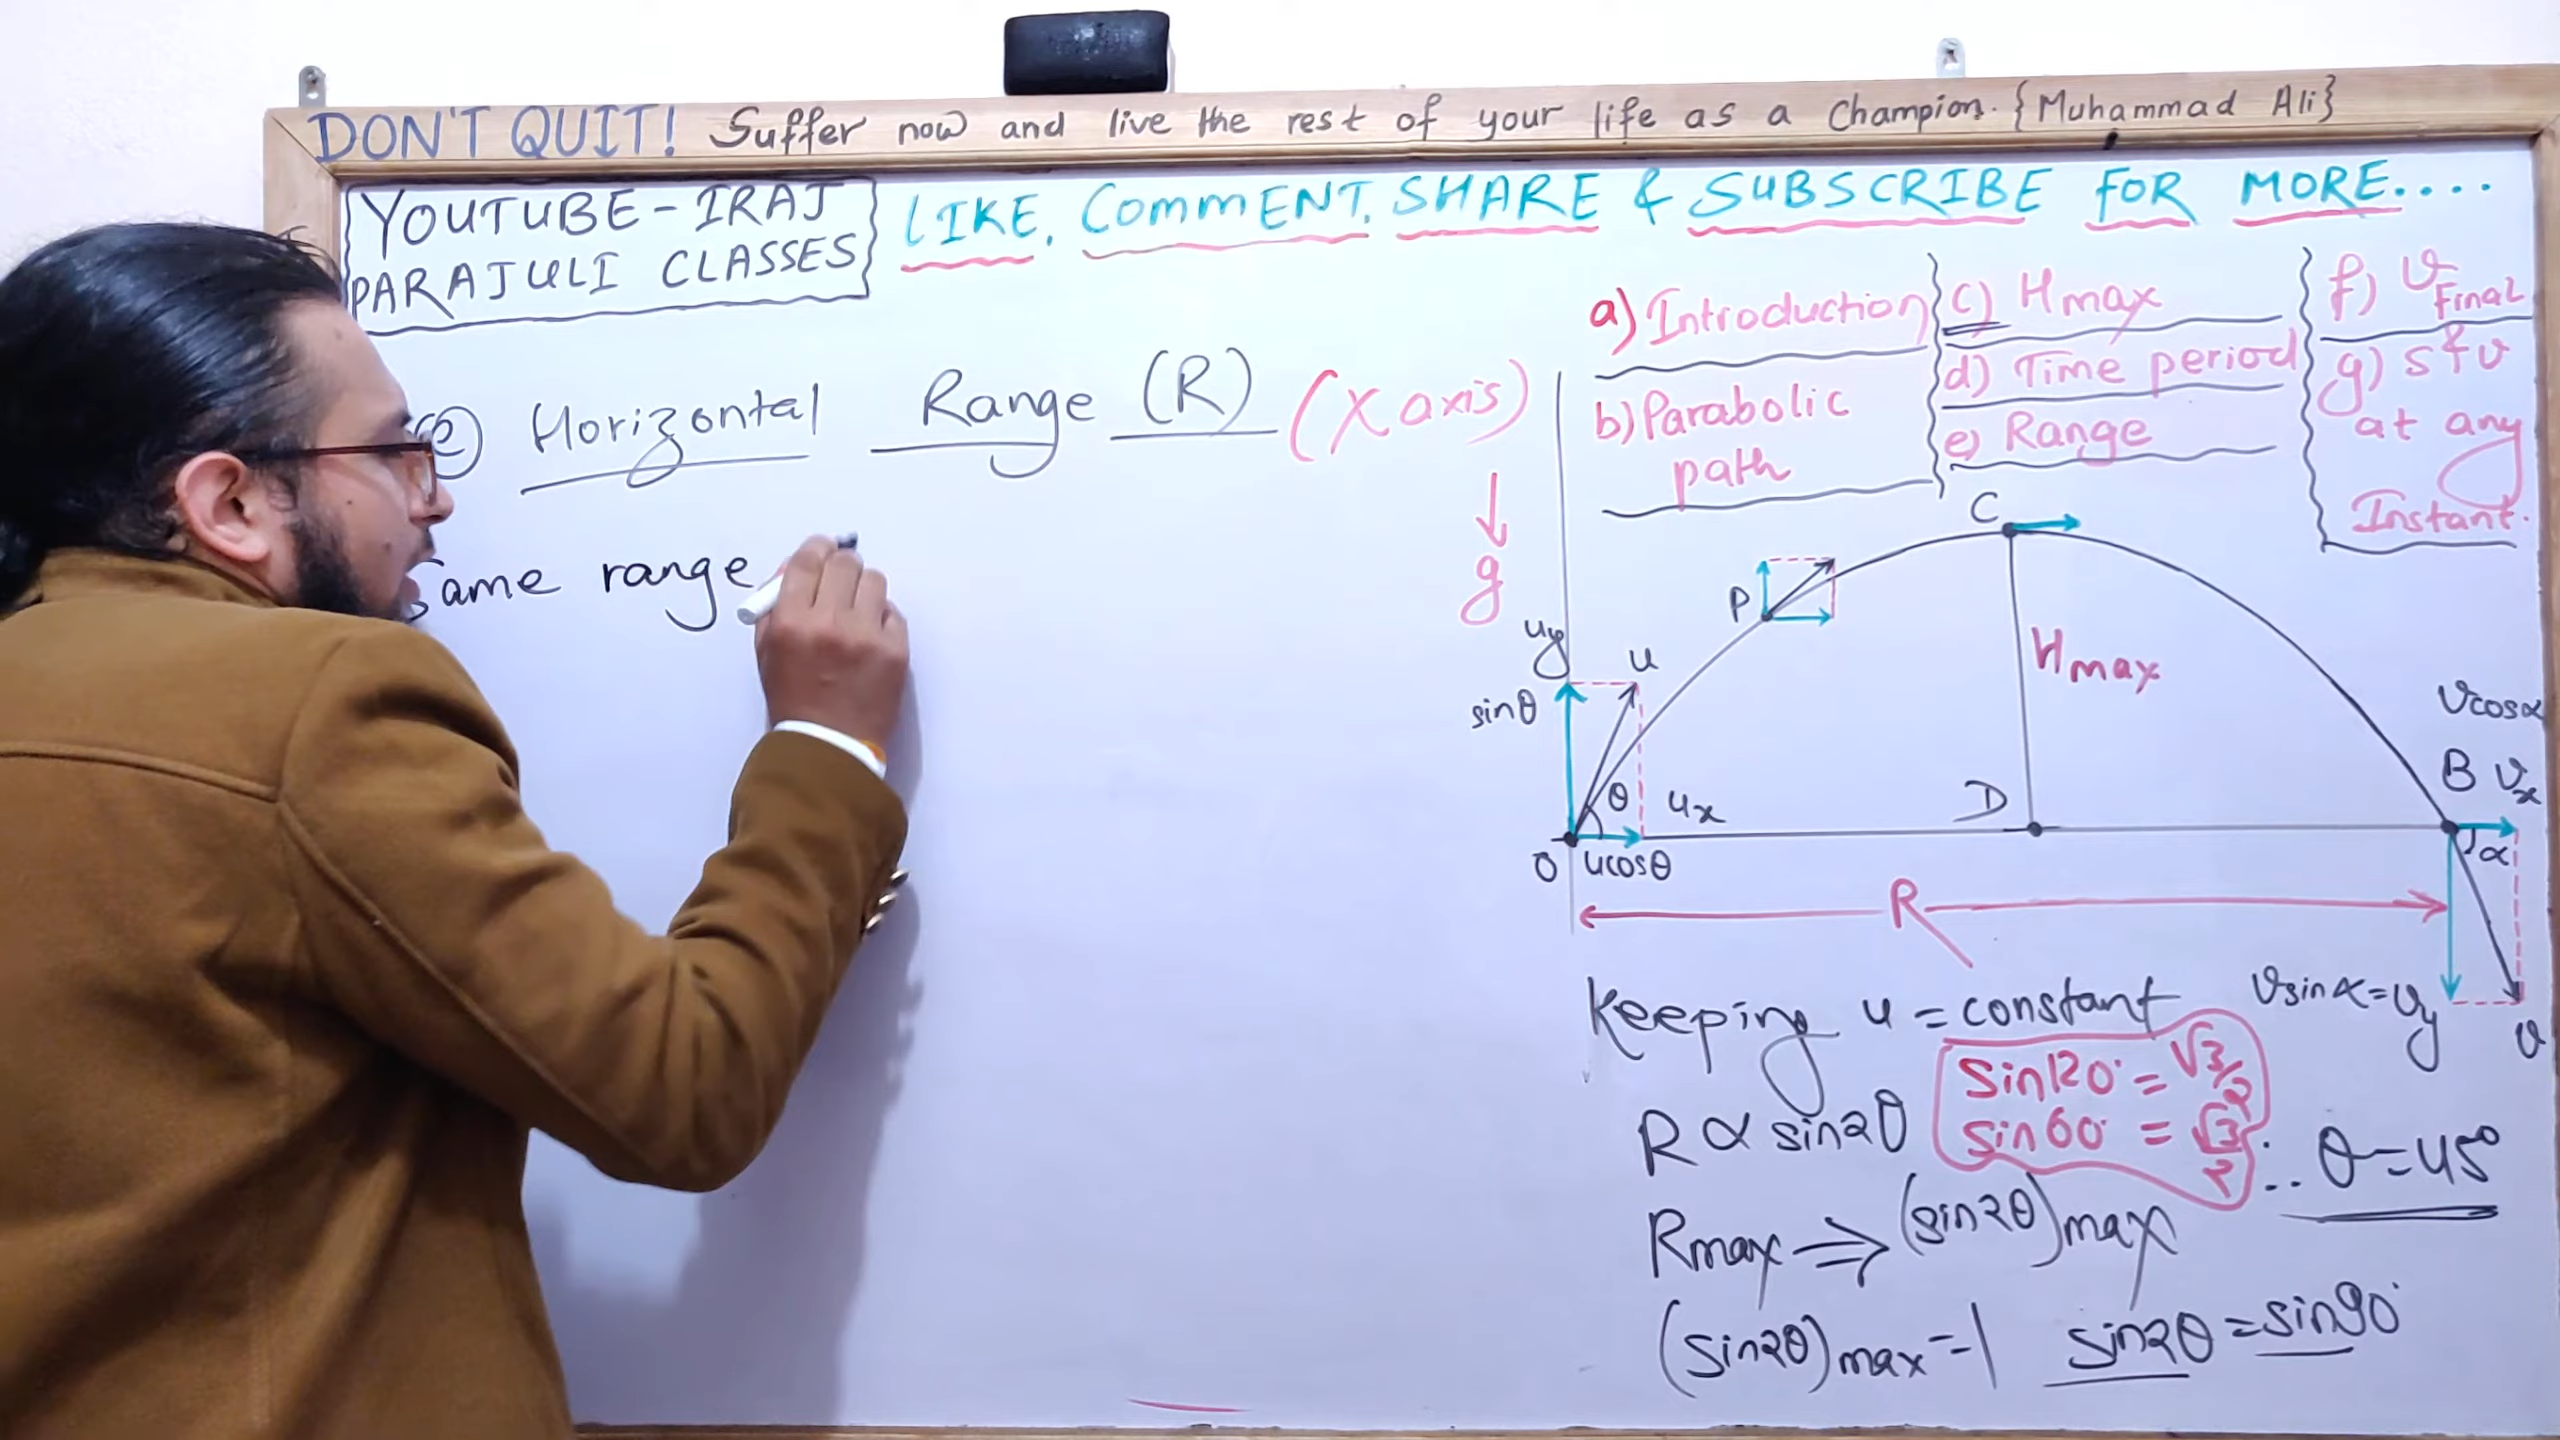 DON'T QUIT! Suffer now and live the rest of your life as a Champion. {Muhammad Ali}
YOUTUBE - IRAJ
PARAJULI CLASSES
LIKE, COMMENT, SHARE & SUBSCRIBE FOR MORE....
a) Introduction
b) Parabolic
path
c) Hmax
d) Time period
e) Range
f) vFinal
g) s & v
at any
Instant.
e Horizontal Range (R) (X axis)
↓
g
Same range
C
P
Hmax
uy
u
sinθ
θ
ux
O
ucosθ
D
vcosα
B vx
α
R
vsinα = vy
v
Keeping u = constant
Sin120° = √3/2
Sin60° = √3/2
R ∝ sin2θ
∴ θ = 45°
Rmax ⇒ (sin2θ)max
(sin2θ)max = 1 sin2θ = sin90°